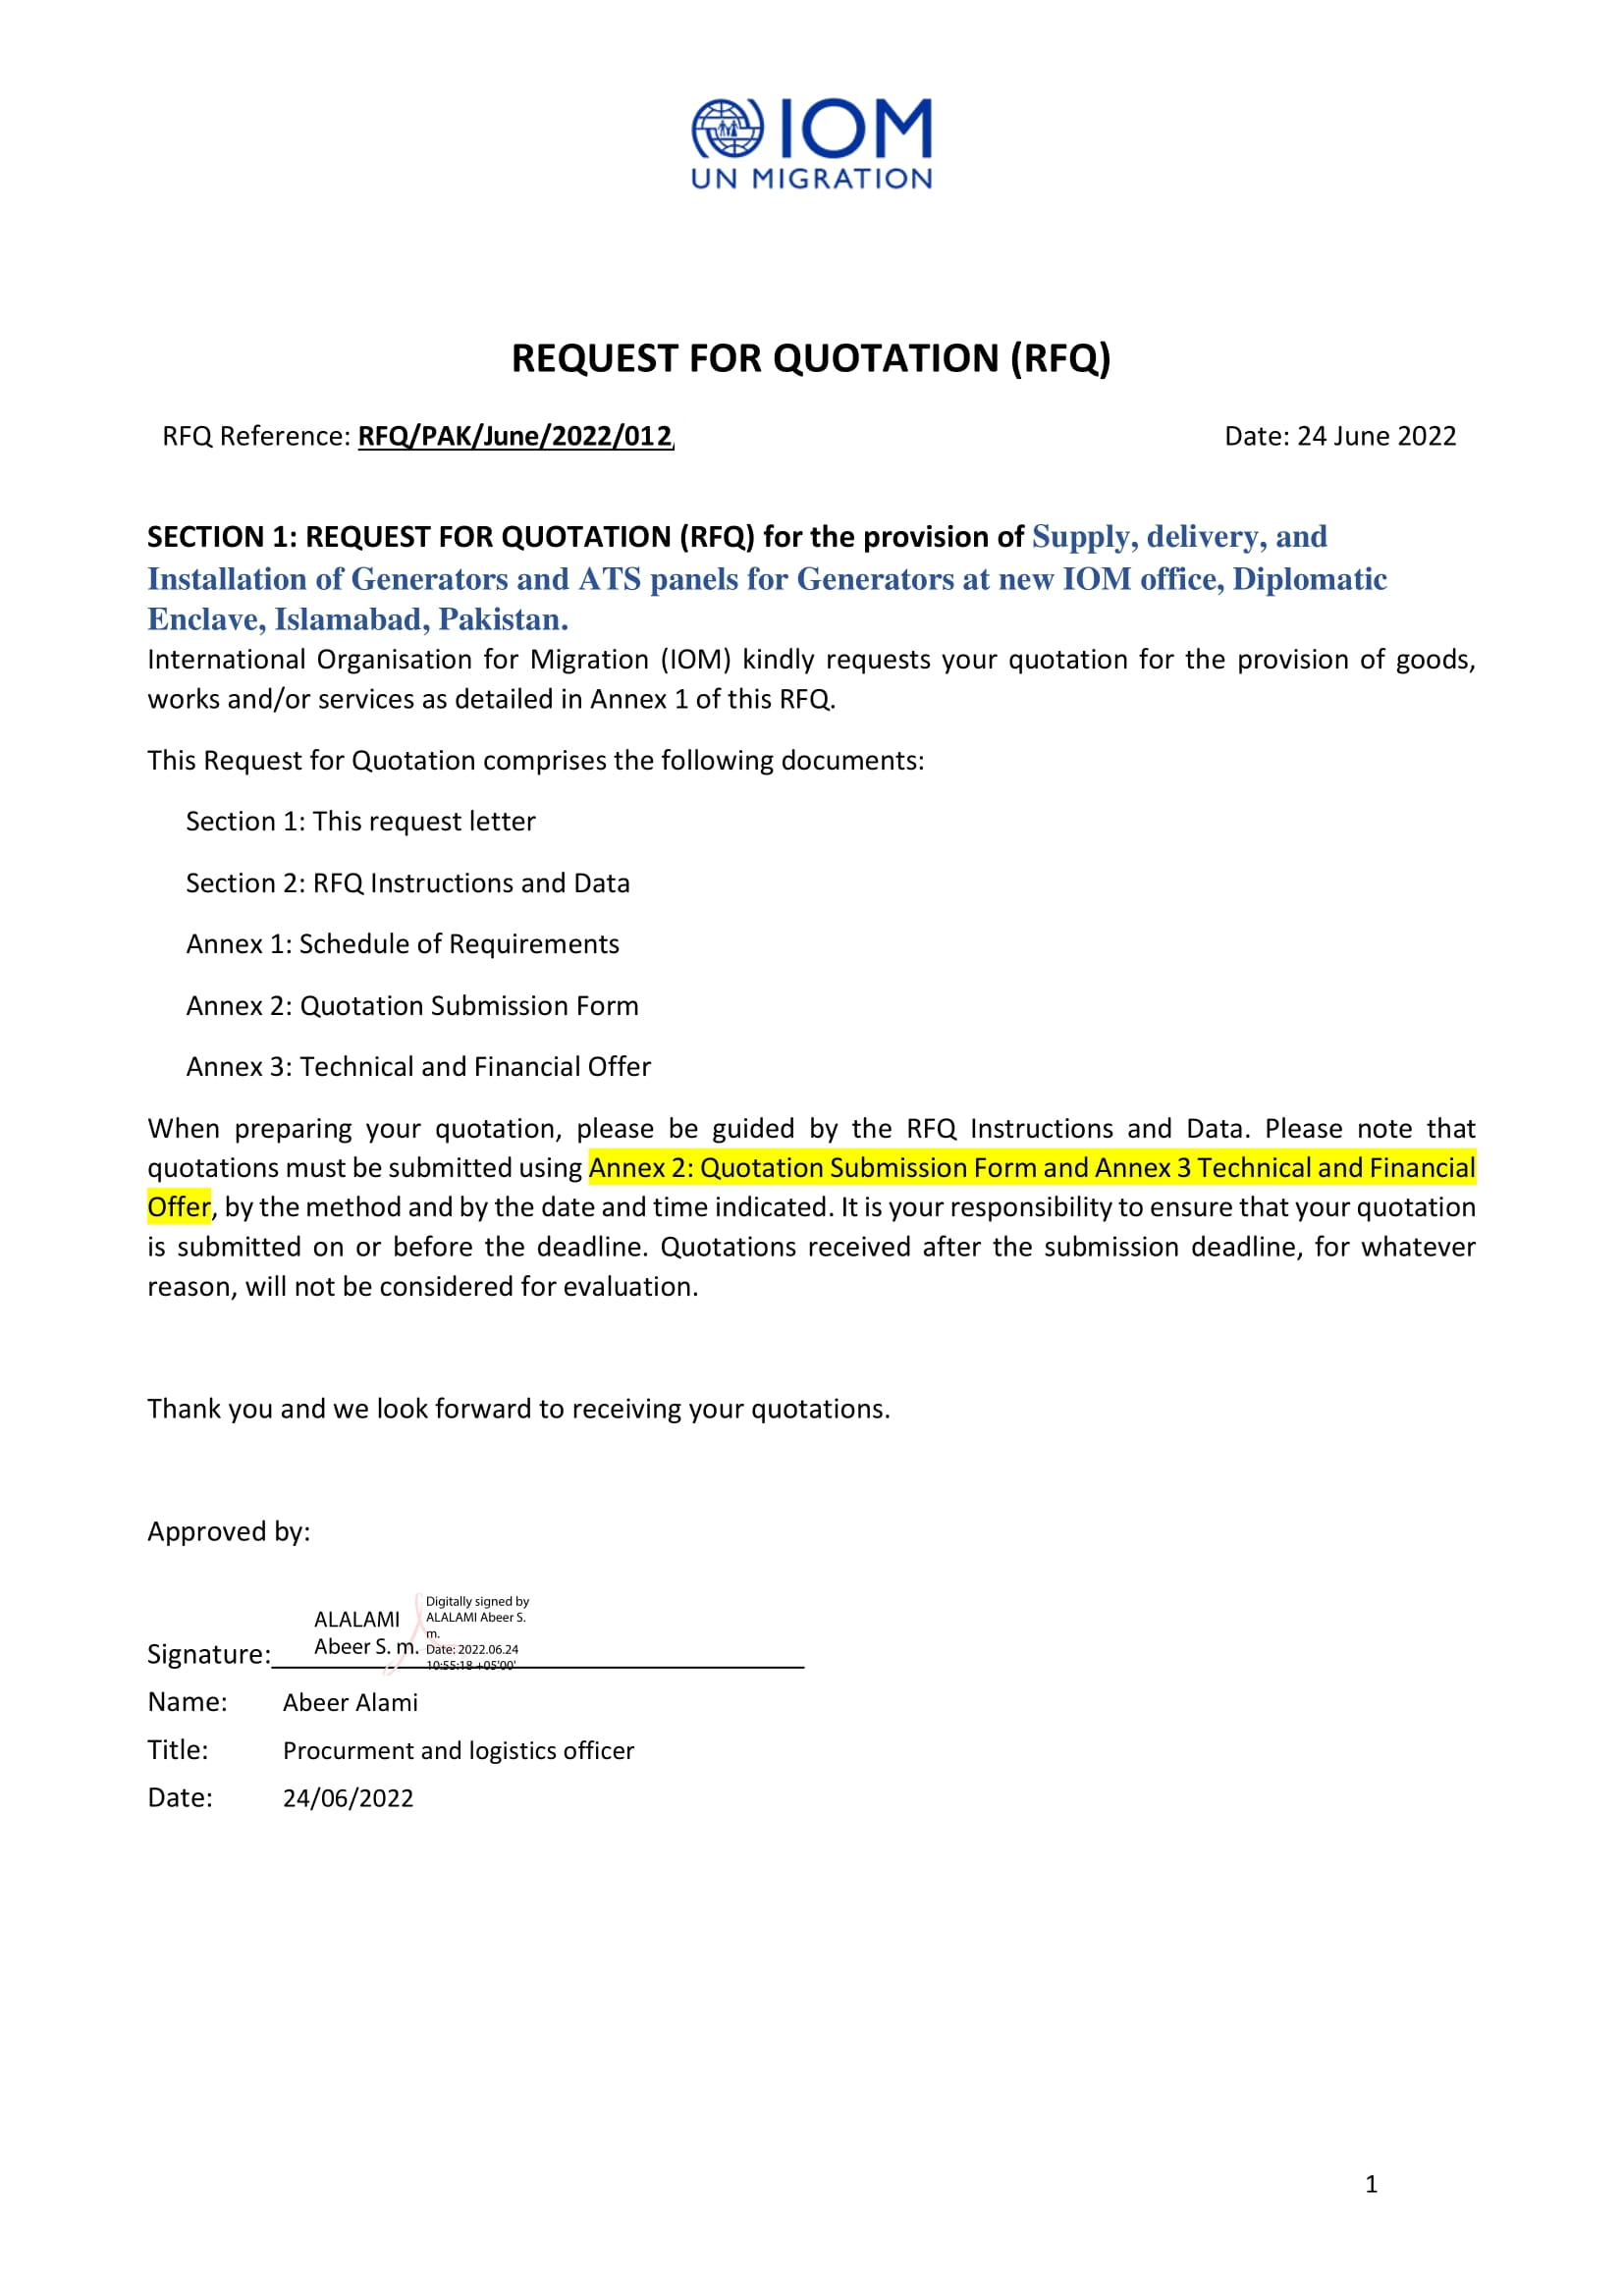 IOM
UN MIGRATION
REQUEST FOR QUOTATION (RFQ)
RFQ Reference: RFQ/PAK/June/2022/012
Date: 24 June 2022
SECTION 1: REQUEST FOR QUOTATION (RFQ) for the provision of Supply, delivery, and
Installation of Generators and ATS panels for Generators at new IOM office, Diplomatic
Enclave, Islamabad, Pakistan.
International Organisation for Migration (IOM) kindly requests your quotation for the provision of goods,
works and/or services as detailed in Annex 1 of this RFQ.
This Request for Quotation comprises the following documents:
Section 1: This request letter
Section 2: RFQ Instructions and Data
Annex 1: Schedule of Requirements
Annex 2: Quotation Submission Form
Annex 3: Technical and Financial Offer
When preparing your quotation, please be guided by the RFQ Instructions and Data. Please note that
quotations must be submitted using Annex 2: Quotation Submission Form and Annex 3 Technical and Financial
Offer, by the method and by the date and time indicated. It is your responsibility to ensure that your quotation
is submitted on or before the deadline. Quotations received after the submission deadline, for whatever
reason, will not be considered for evaluation.
Thank you and we look forward to receiving your quotations.
Approved by:
Signature:
ALALAMI
Abeer S. m.
Digitally signed by
ALALAMI Abeer S.
m.
Date: 2022.06.24
10:55:18 +05'00'
Name: Abeer Alami
Title: Procurment and logistics officer
Date: 24/06/2022
1